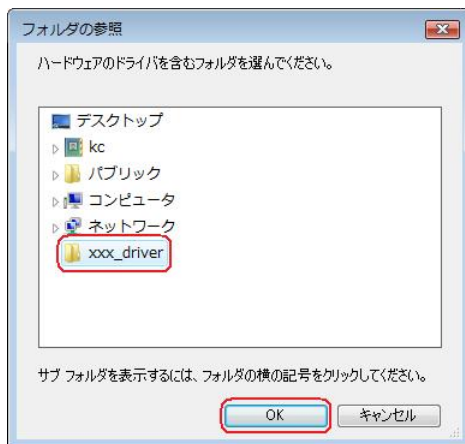 フォルダの参照
ハードウェアのドライバを含むフォルダを選んでください。
デスクトップ
kc
パブリック
コンピュータ
ネットワーク
xxx_driver
サブ フォルダを表示するには、フォルダの横の記号をクリックしてください。
OK キャンセル